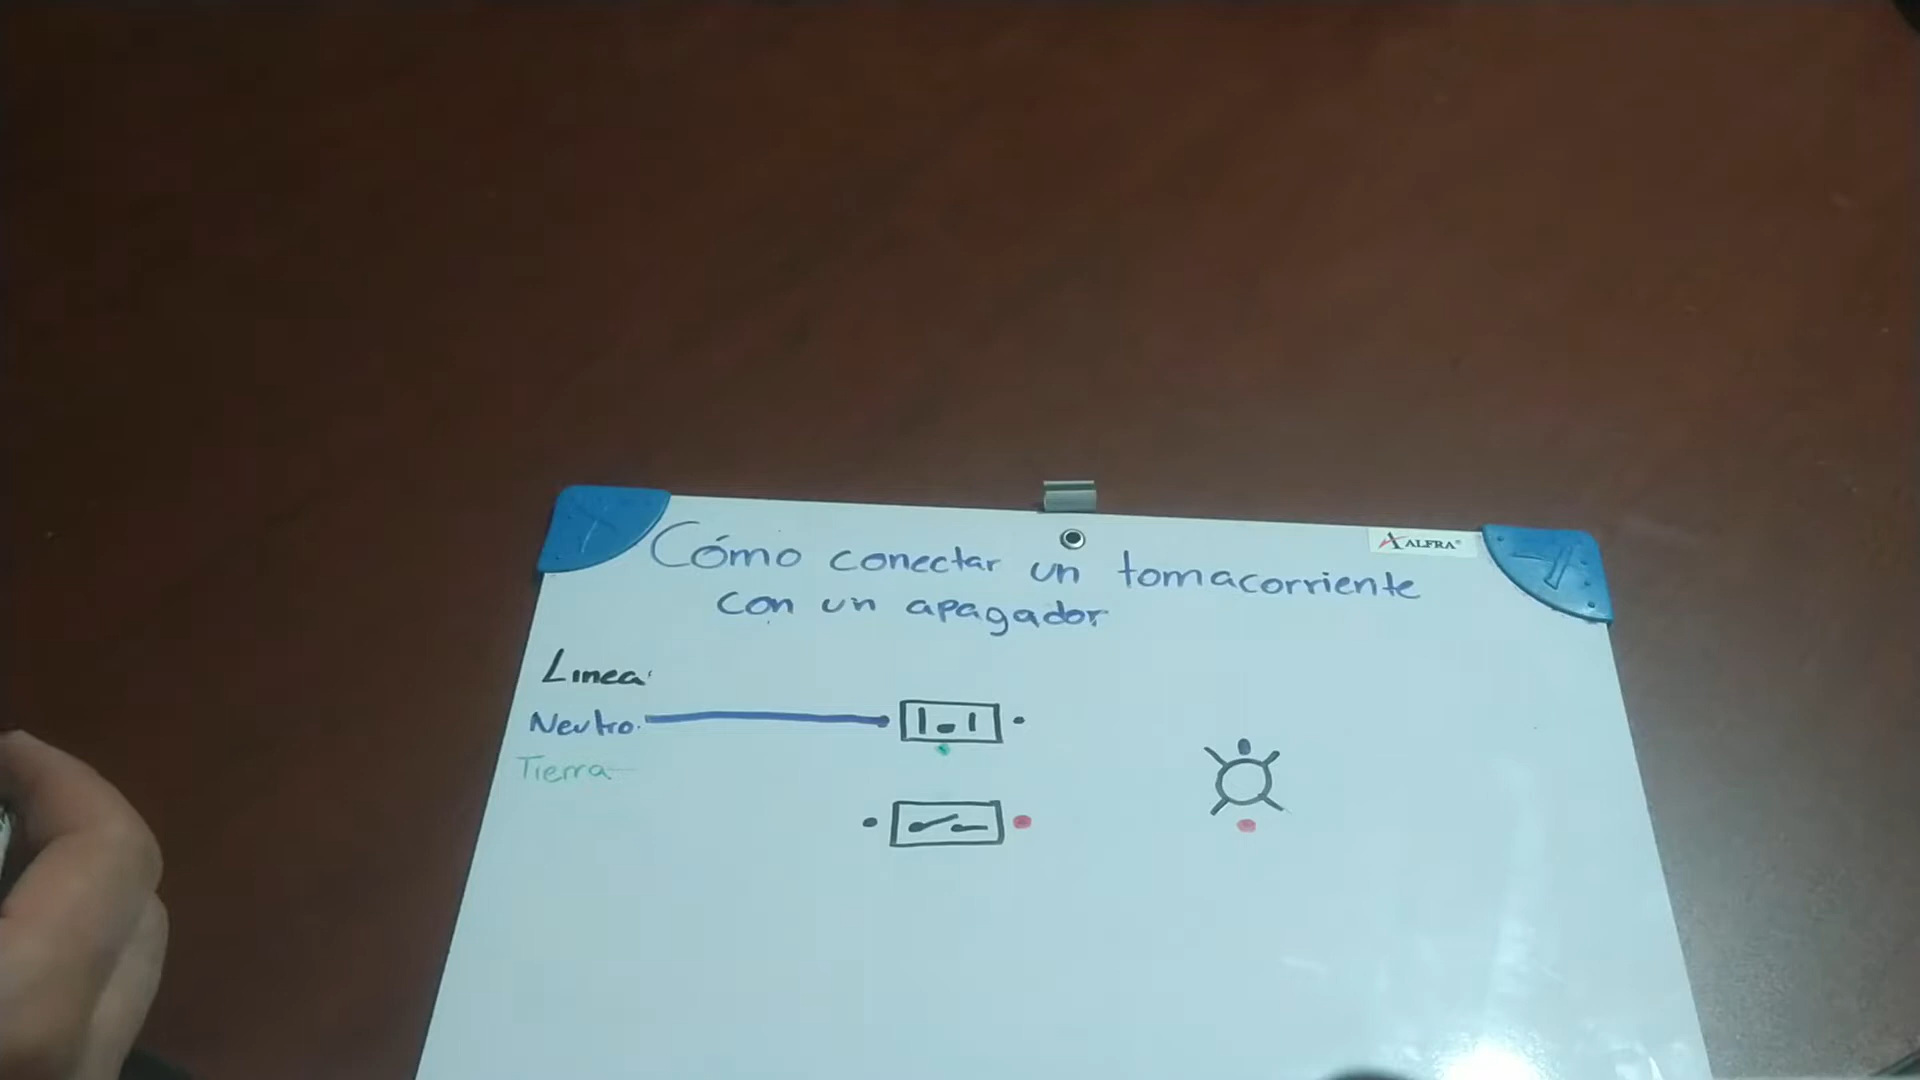 Cómo conectar un tomacorriente
con un apagador
ALFRA®
Linea
Neutro
Tierra